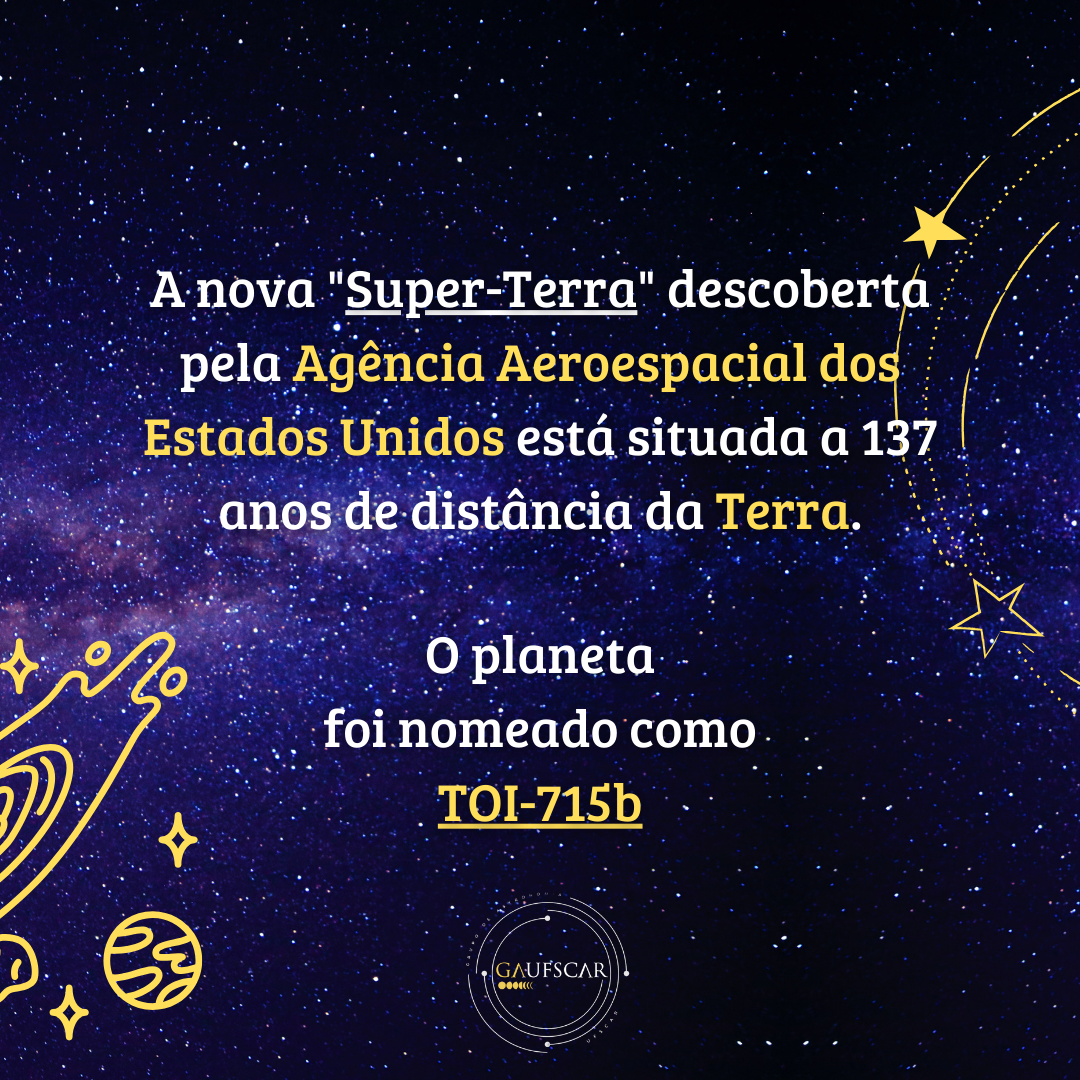 A nova "Super-Terra" descoberta
pela Agência Aeroespacial dos
Estados Unidos está situada a 137
anos de distância da Terra.
O planeta
foi nomeado como
TOI-715b
GAUFSCAR
UFSCAR